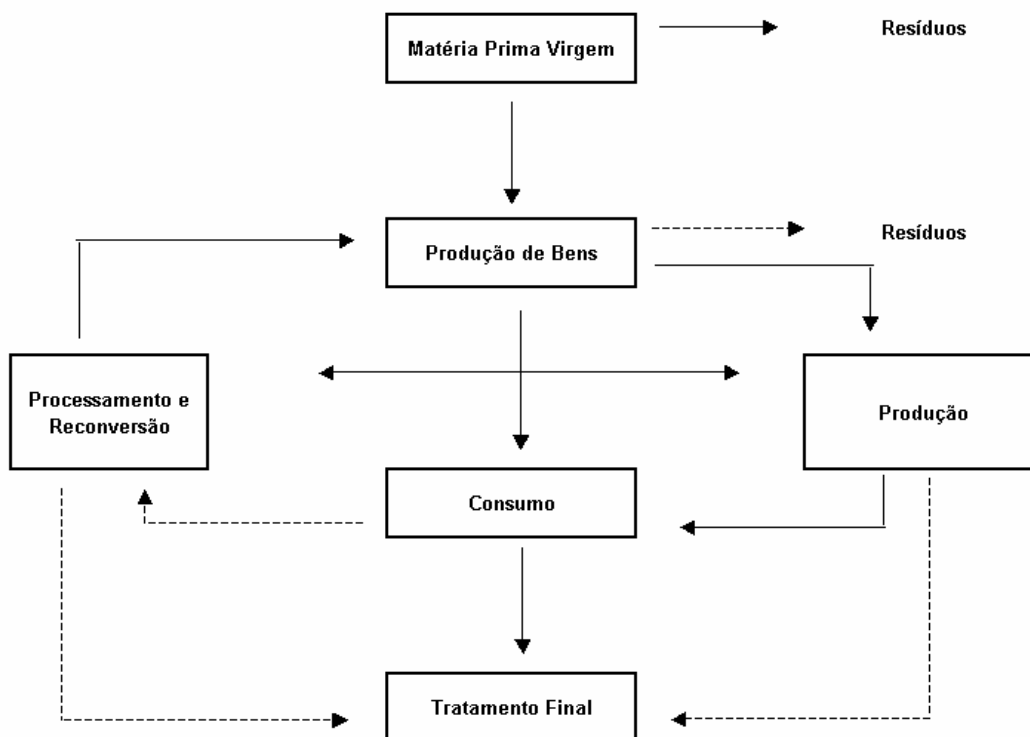 Matéria Prima Virgem
Resíduos
Produção de Bens
Resíduos
Processamento e
Reconversão
Produção
Consumo
Tratamento Final